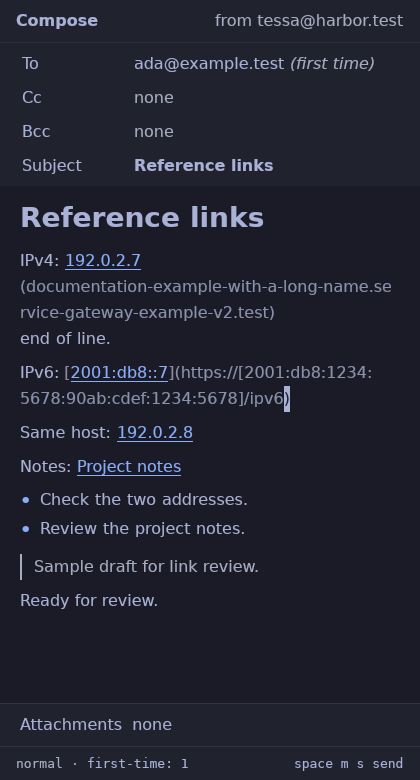 Compose from tessa@harbor.test
To ada@example.test (first time)
Cc none
Bcc none
Subject Reference links
Reference links
IPv4: 192.0.2.7
(documentation-example-with-a-long-name.se
rvice-gateway-example-v2.test)
end of line.
IPv6: [2001:db8::7](https://[2001:db8:1234:
5678:90ab:cdef:1234:5678]/ipv6)
Same host: 192.0.2.8
Notes: Project notes
• Check the two addresses.
• Review the project notes.
Sample draft for link review.
Ready for review.
Attachments none
normal · first-time: 1 space m s send